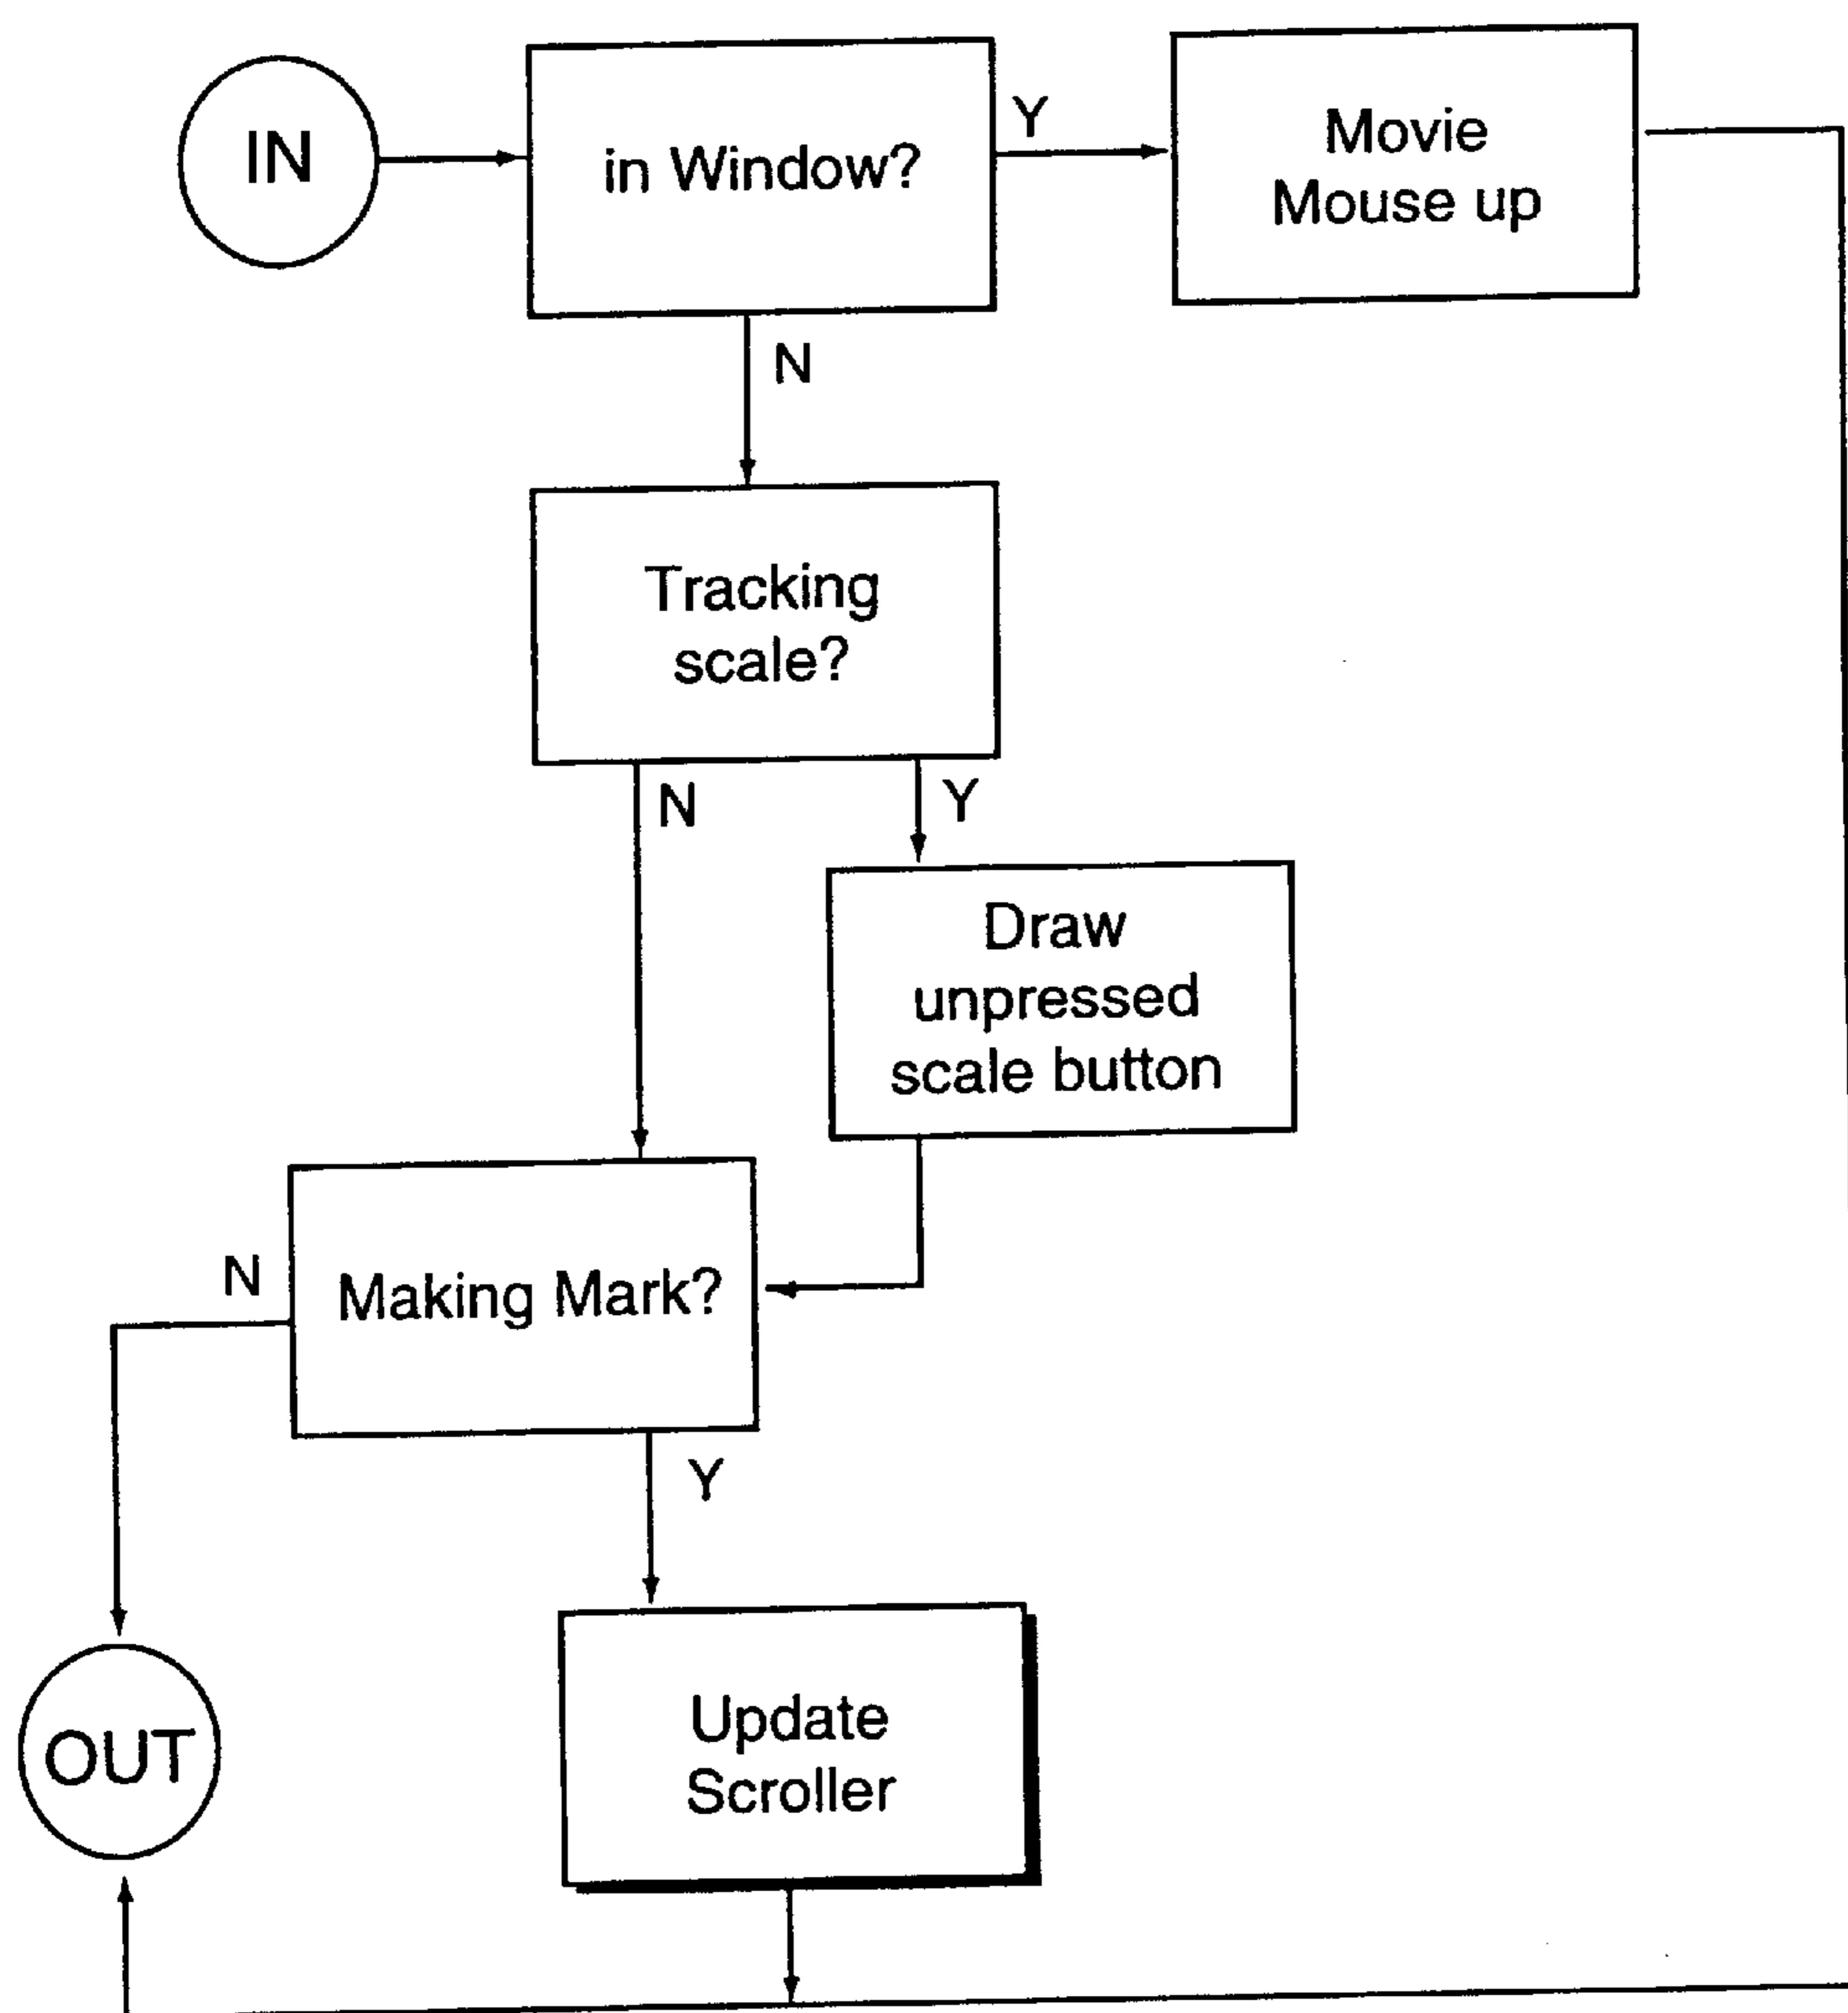 IN
in Window?
Y
Movie
Mouse up
N
Tracking
scale?
N
Y
Draw
unpressed
scale button
N
Making Mark?
Y
Update
Scroller
OUT